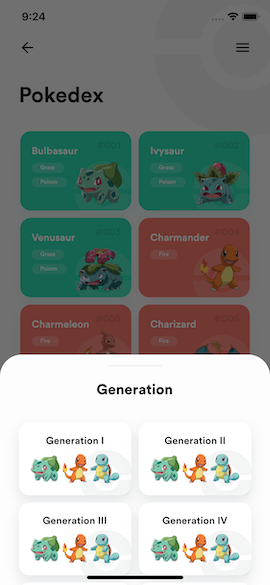 9:24
Pokedex
#001
#002
Bulbasaur
Ivysaur
Grass
Grass
Poison
Poison
#003
#004
Venusaur
Charmander
Grass
Fire
Poison
#005
#006
Charmeleon
Charizard
Fire
Fire
Generation
Generation I
Generation II
Generation III
Generation IV